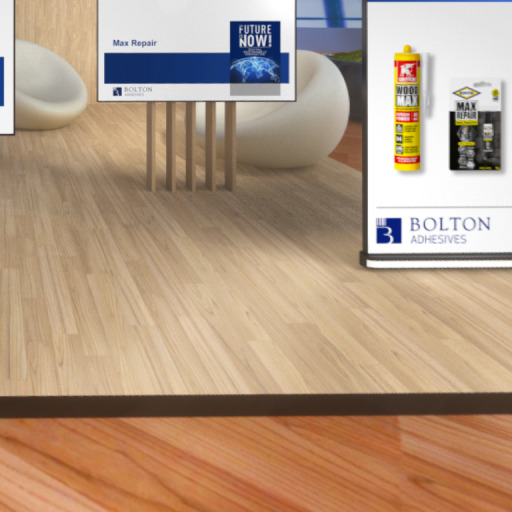 Max Repair
FUTURE
NOW!
BOLTON
ADHESIVES
WOOD
MAX
MAX
REPAIR
BOLTON
ADHESIVES